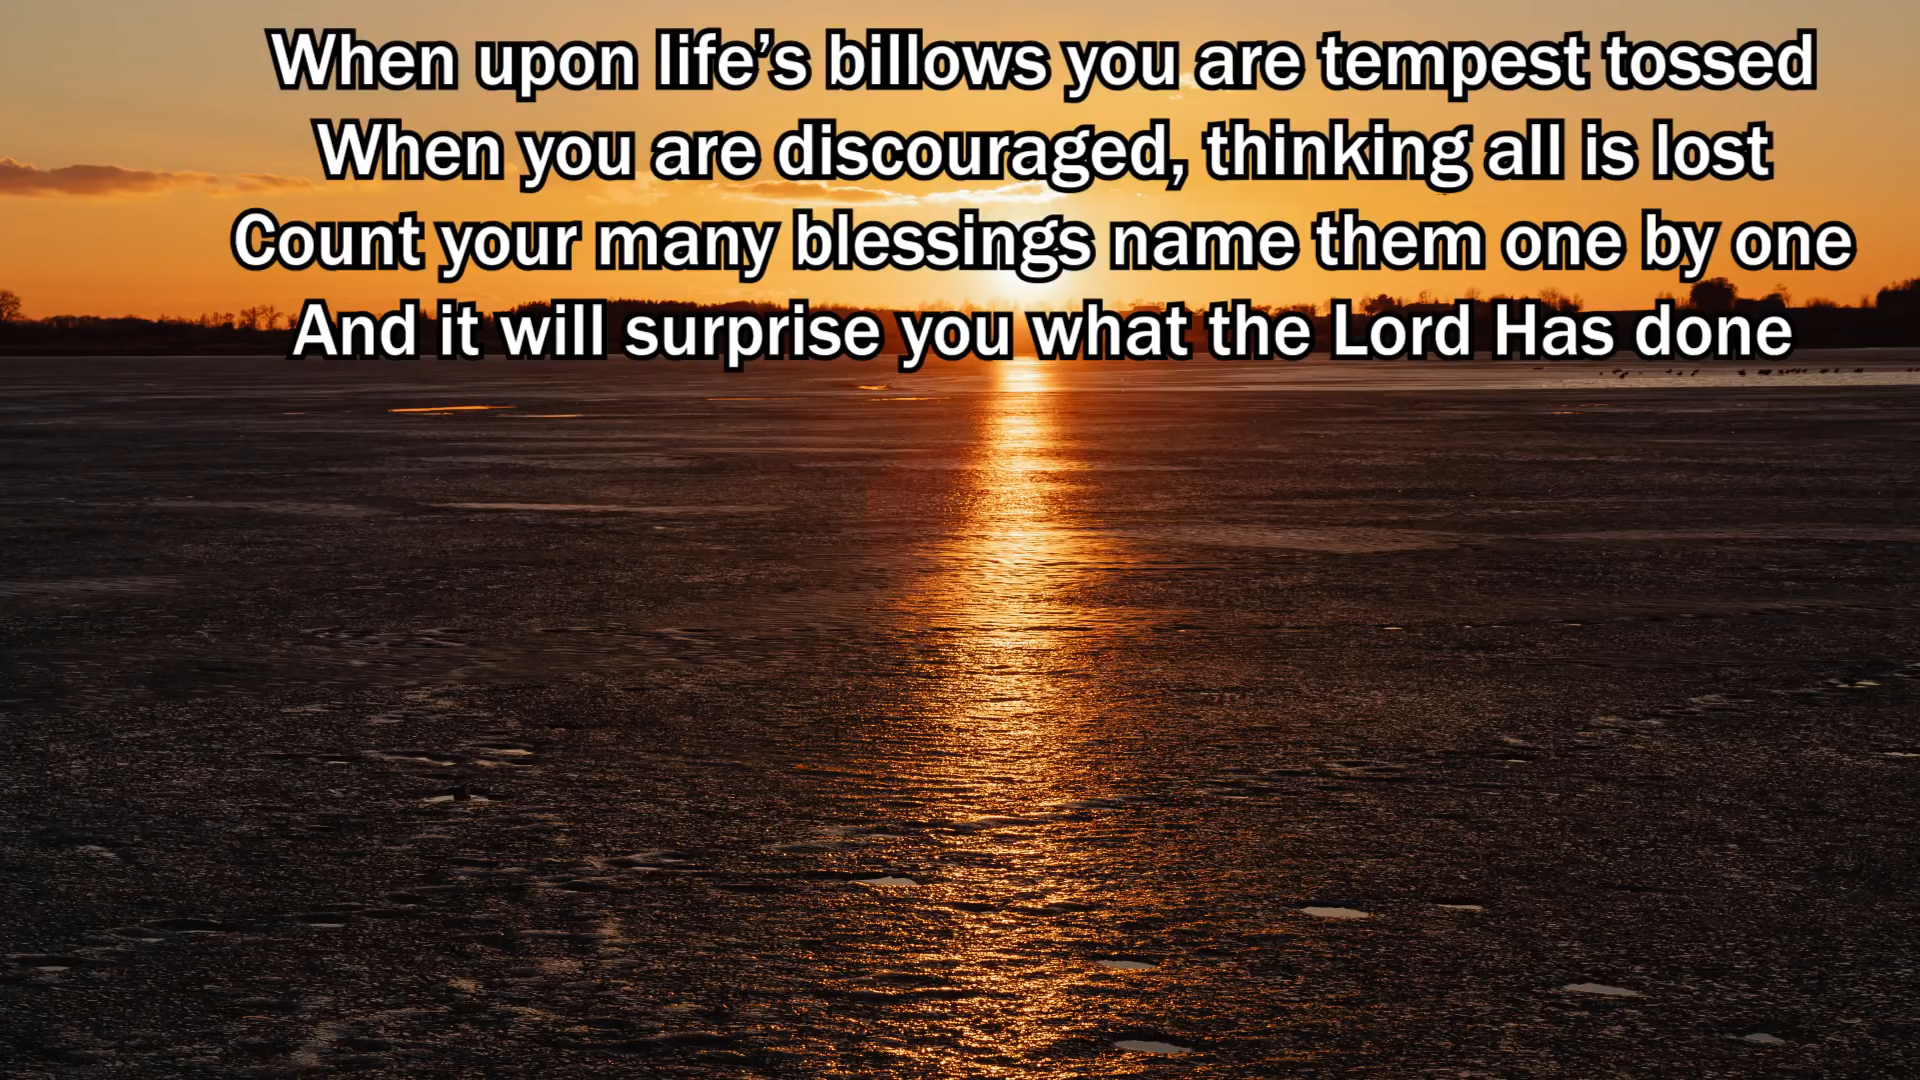 When upon life’s billows you are tempest tossed
When you are discouraged, thinking all is lost
Count your many blessings name them one by one
And it will surprise you what the Lord Has done